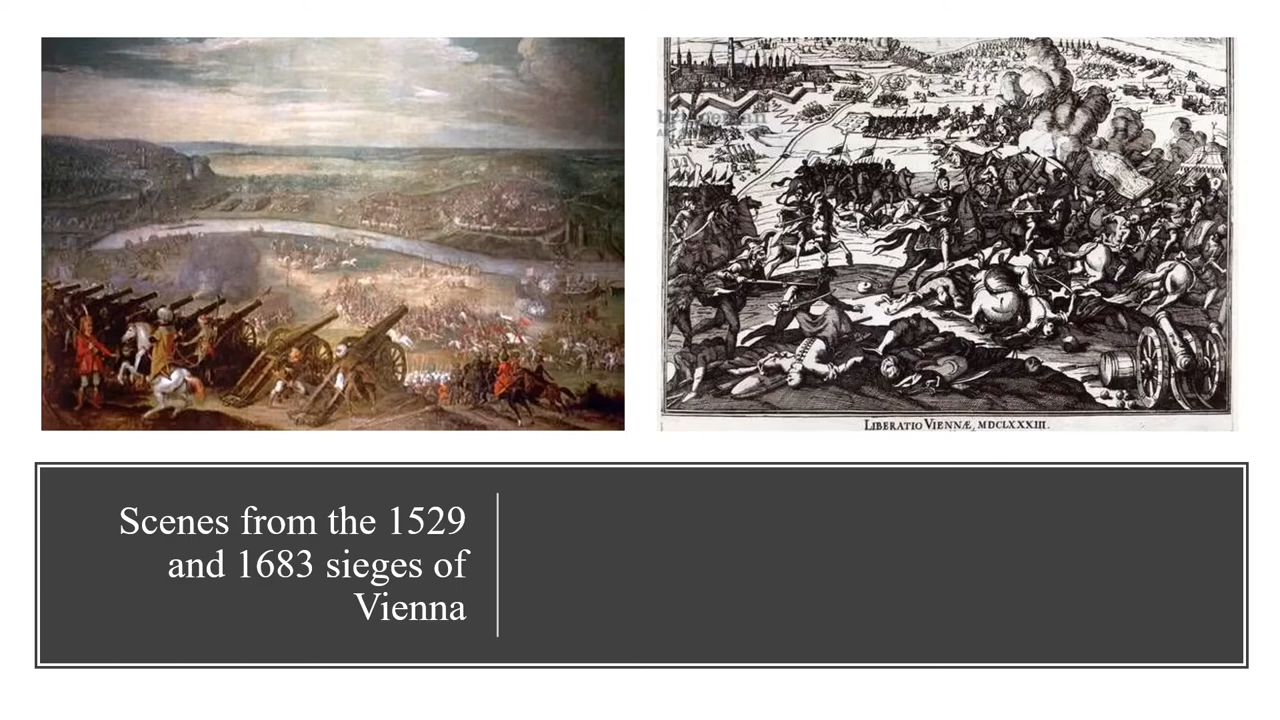 LIBERATIO VIENNÆ, MDCLXXXIII.
Scenes from the 1529
and 1683 sieges of
Vienna